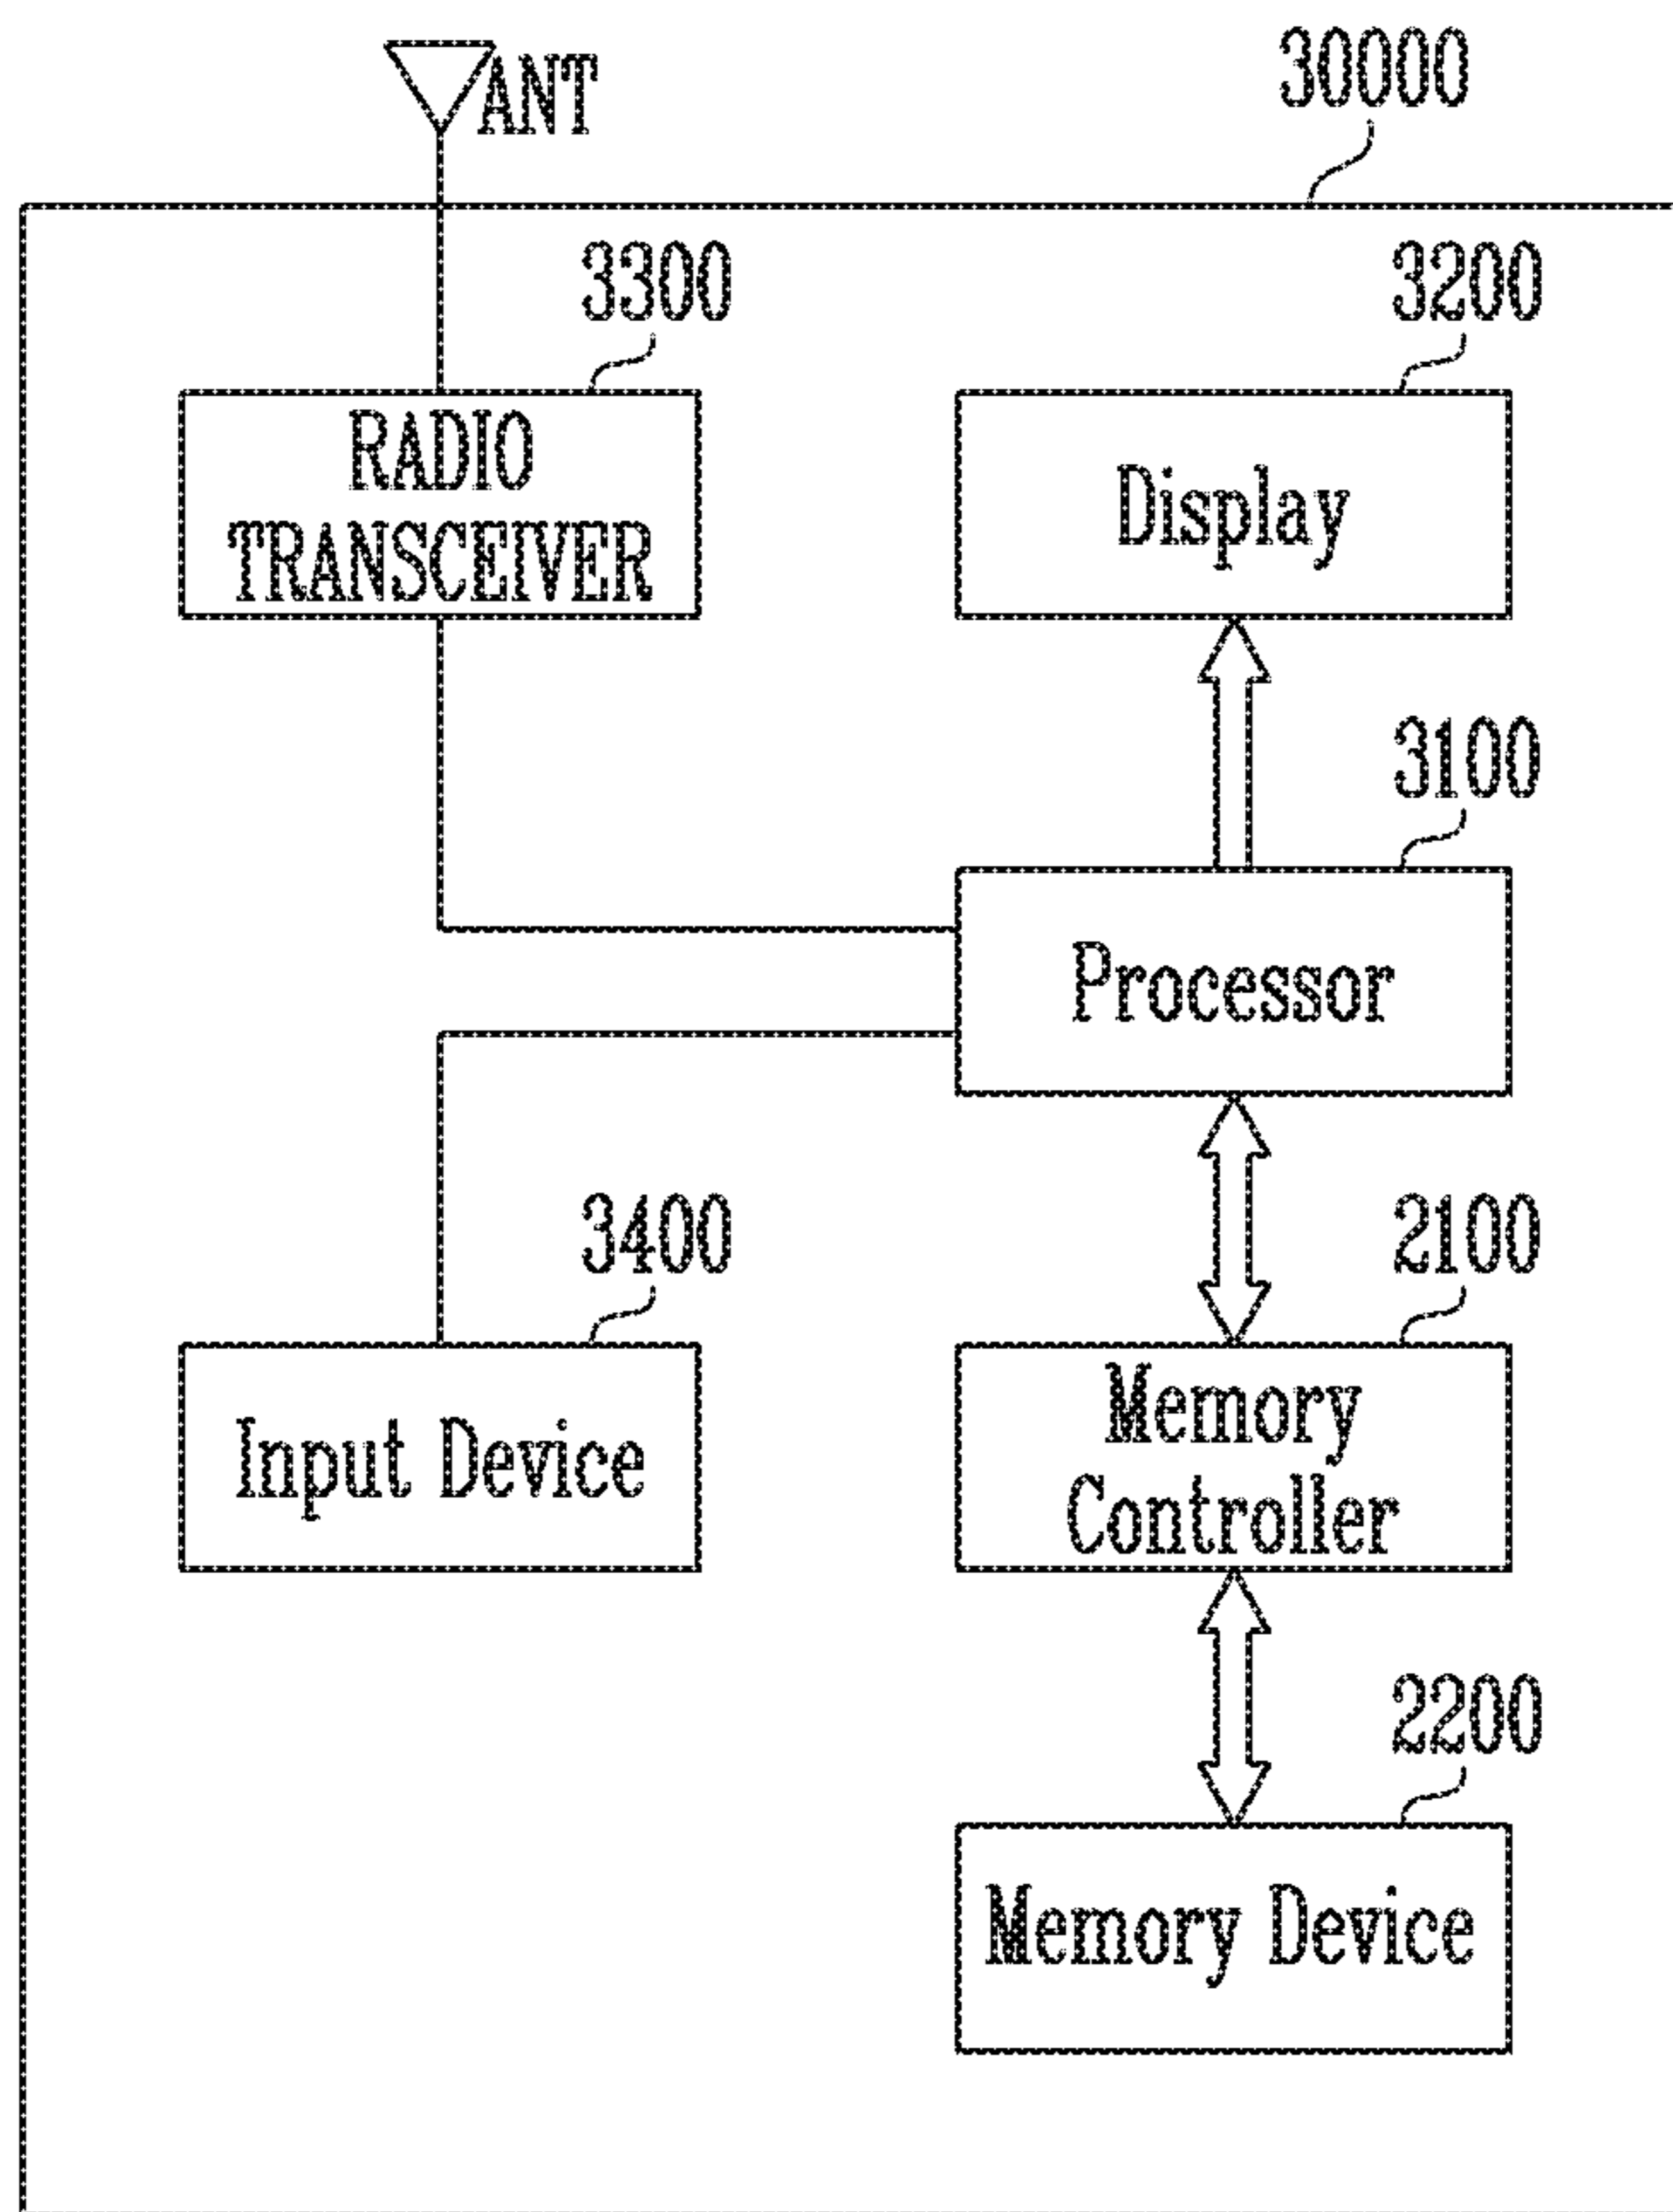 ANT
30000
3300
3200
RADIO
TRANSCEIVER
Display
3100
Processor
3400
2100
Input Device
Memory
Controller
2200
Memory Device